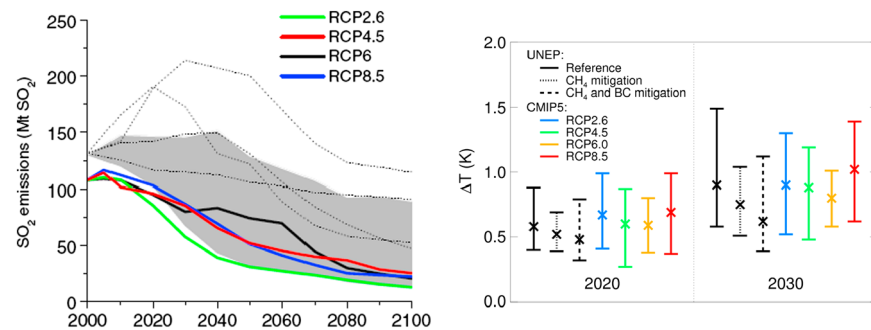 250
200
150
100
50
0
SO2 emissions (Mt SO2)
2000 2020 2040 2060 2080 2100
RCP2.6
RCP4.5
RCP6
RCP8.5
2.0
1.5
1.0
0.5
0.0
ΔT (K)
UNEP:
Reference
CH4 mitigation
CH4 and BC mitigation
CMIP5:
RCP2.6
RCP4.5
RCP6.0
RCP8.5
2020 2030